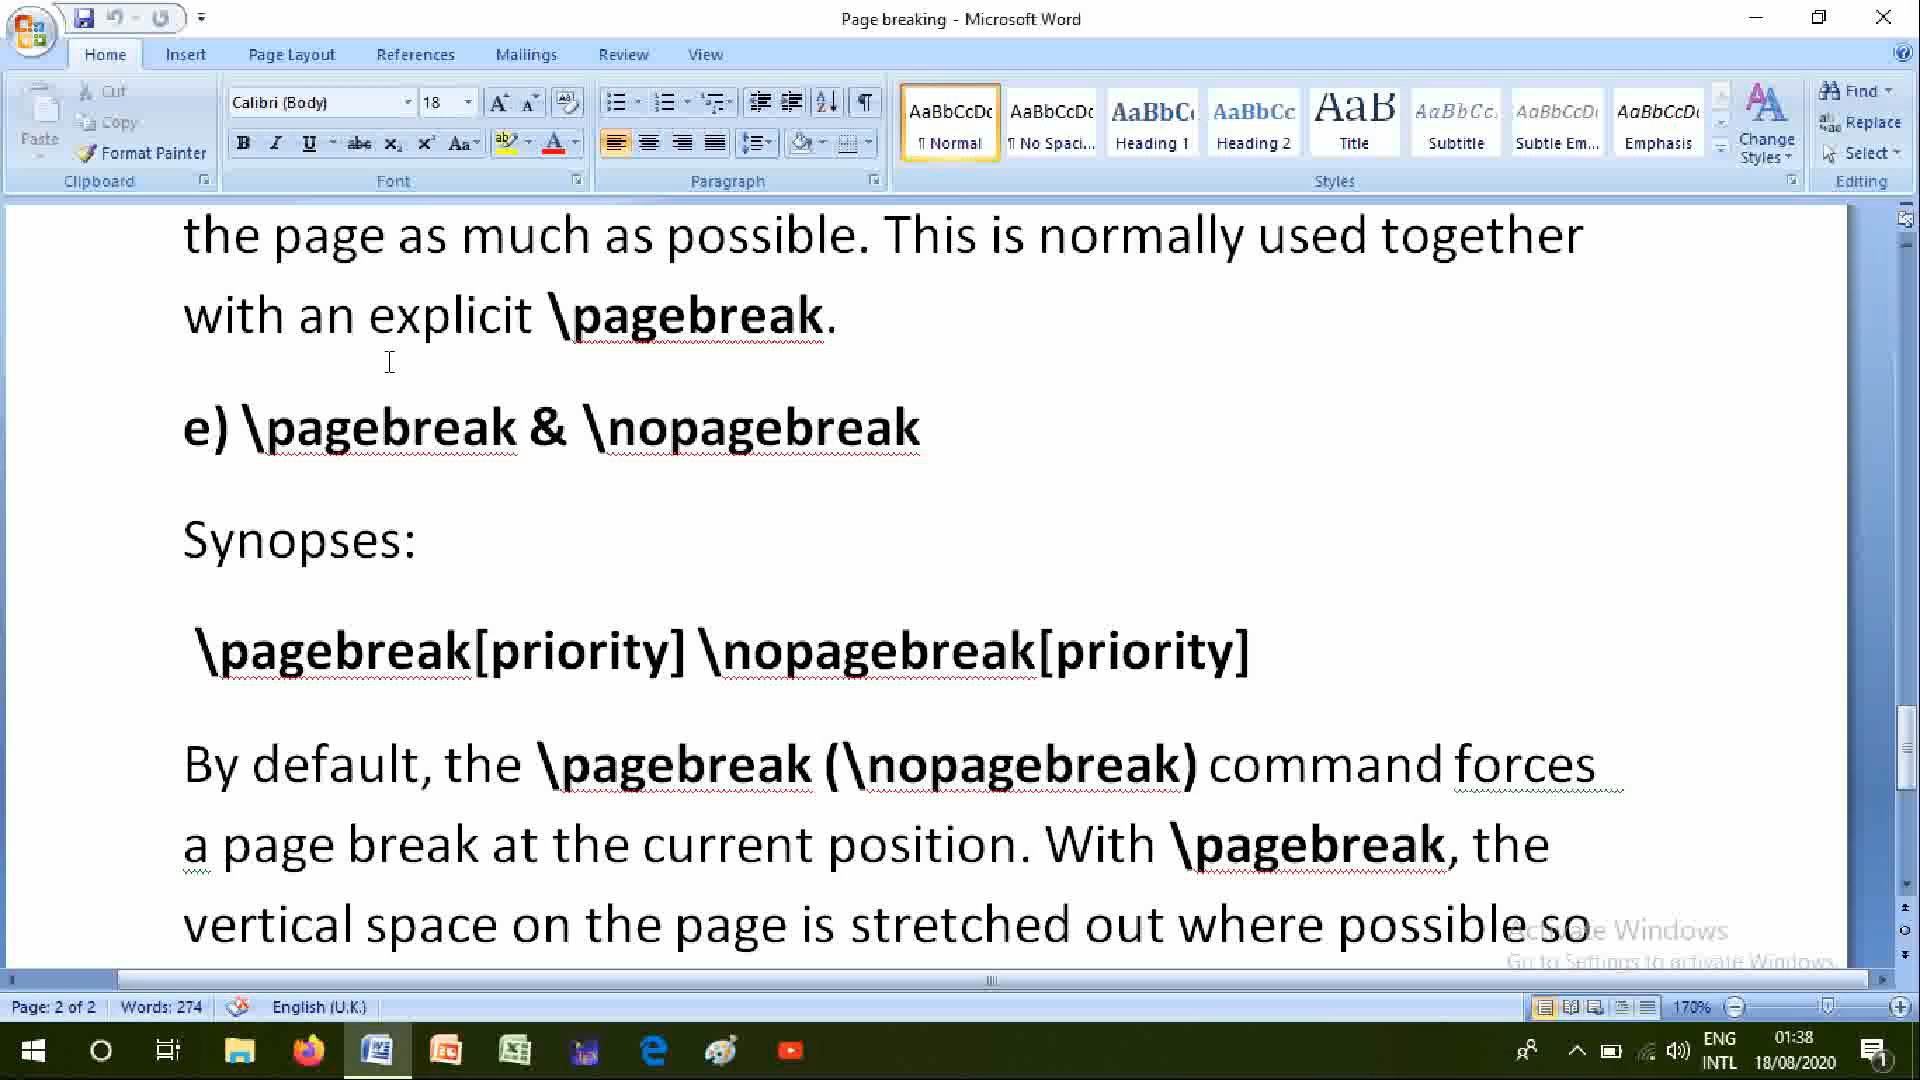 Page breaking - Microsoft Word
Home Insert Page Layout References Mailings Review View
Paste
Cut
Copy
Format Painter
Clipboard
Calibri (Body) 18
Font
Paragraph
AaBbCcDc AaBbCcDc AaBbC AaBbCc AaB AaBbCc. AaBbCcDi AaBbCcDi
¶ Normal ¶ No Spaci... Heading 1 Heading 2 Title Subtitle Subtle Em... Emphasis
Change Styles
Styles
Find
Replace
Select
Editing
the page as much as possible. This is normally used together
with an explicit \pagebreak.
e) \pagebreak & \nopagebreak
Synopses:
\pagebreak[priority] \nopagebreak[priority]
By default, the \pagebreak (\nopagebreak) command forces
a page break at the current position. With \pagebreak, the
vertical space on the page is stretched out where possible so
Activate Windows
Go to Settings to activate Windows.
Page: 2 of 2 Words: 274 English (U.K.) 170%
ENG 01:38
INTL 18/08/2020
1